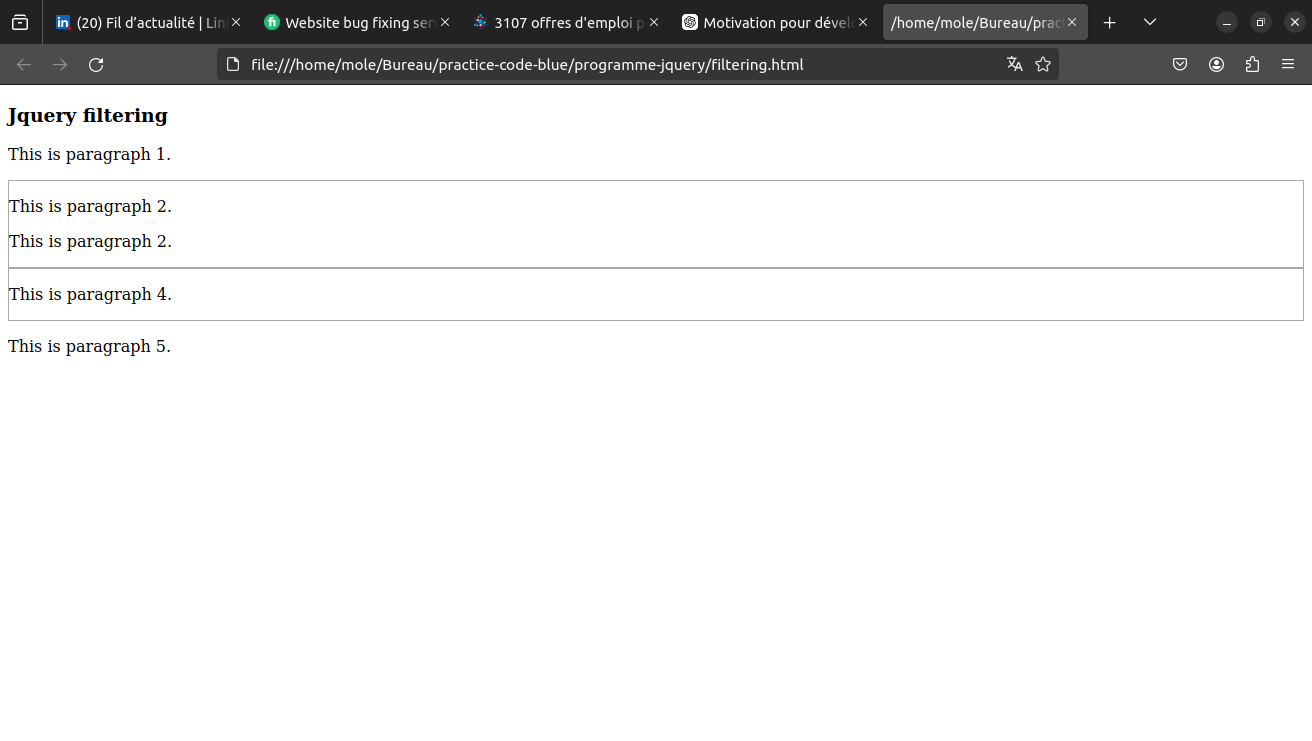 (20) Fil d’actualité | Lin
Website bug fixing ser
3107 offres d'emploi p
Motivation pour dével
/home/mole/Bureau/prac
file:///home/mole/Bureau/practice-code-blue/programme-jquery/filtering.html
Jquery filtering
This is paragraph 1.
This is paragraph 2.
This is paragraph 2.
This is paragraph 4.
This is paragraph 5.